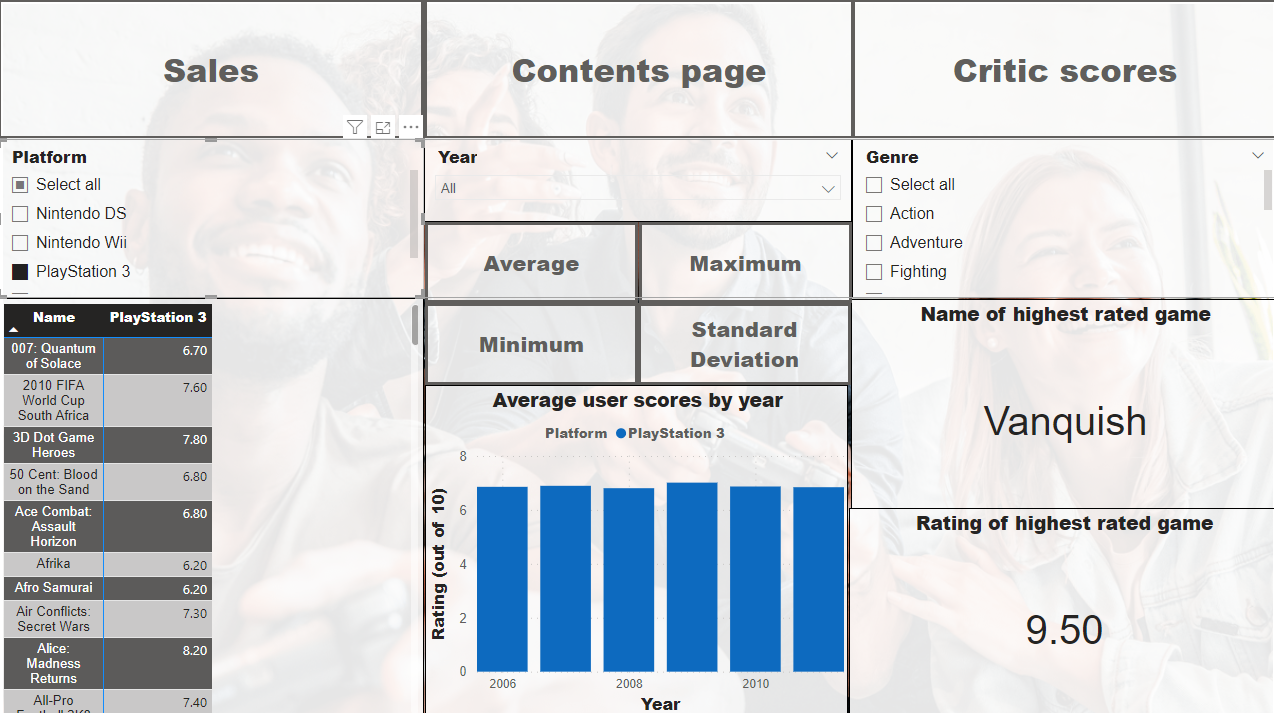 Sales
Contents page
Critic scores
Platform
Select all
Nintendo DS
Nintendo Wii
PlayStation 3
Year
All
Genre
Select all
Action
Adventure
Fighting
Average
Maximum
Minimum
Standard
Deviation
Name PlayStation 3
007: Quantum
of Solace 6.70
2010 FIFA
World Cup
South Africa 7.60
3D Dot Game
Heroes 7.80
50 Cent: Blood
on the Sand 6.80
Ace Combat:
Assault
Horizon 6.80
Afrika 6.20
Afro Samurai 6.20
Air Conflicts:
Secret Wars 7.30
Alice:
Madness
Returns 8.20
All-Pro 7.40
Average user scores by year
Platform PlayStation 3
Rating (out of 10)
8
6
4
2
0
2006 2008 2010
Year
Name of highest rated game
Vanquish
Rating of highest rated game
9.50